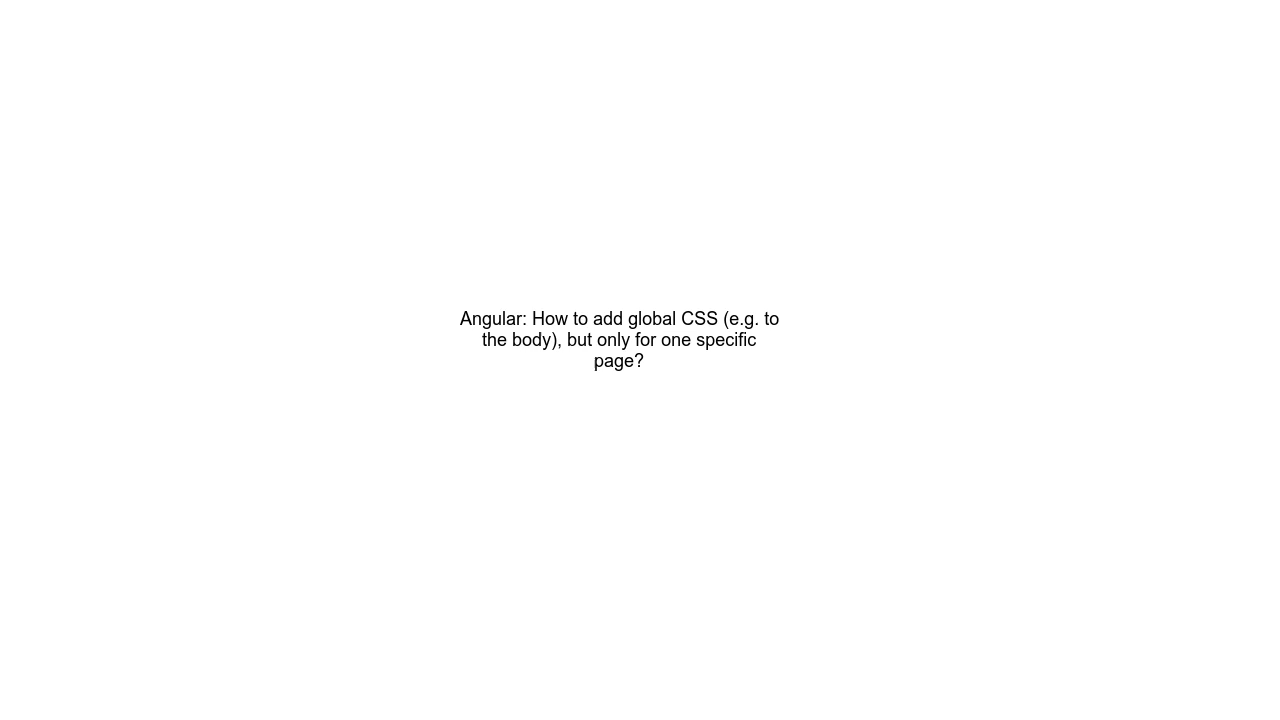 Angular: How to add global CSS (e.g. to
the body), but only for one specific
page?